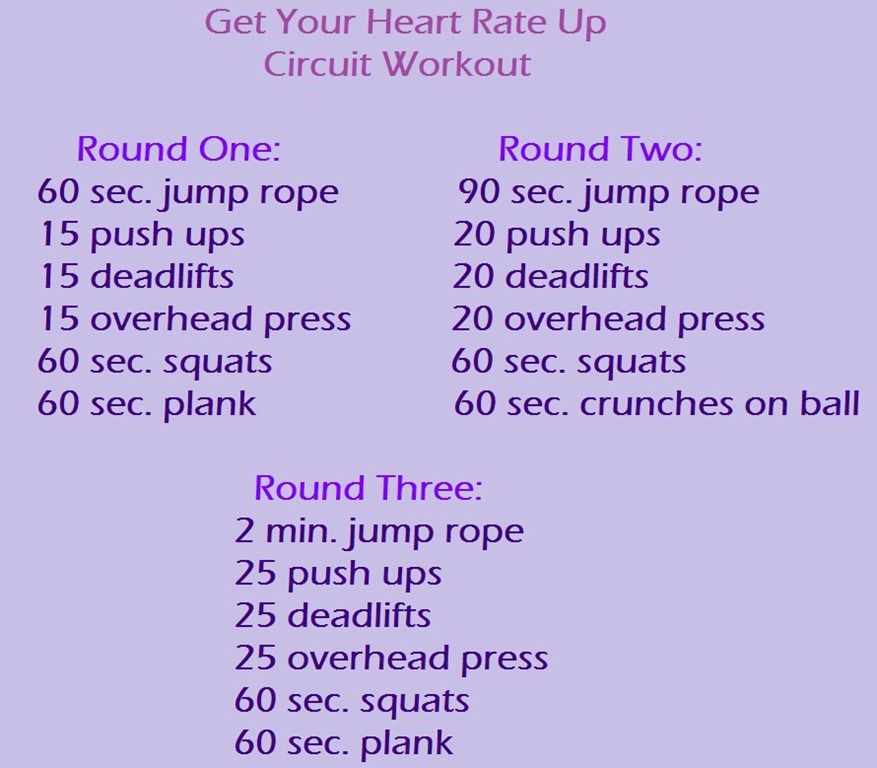 Get Your Heart Rate Up
Circuit Workout
Round One:
60 sec. jump rope
15 push ups
15 deadlifts
15 overhead press
60 sec. squats
60 sec. plank
Round Two:
90 sec. jump rope
20 push ups
20 deadlifts
20 overhead press
60 sec. squats
60 sec. crunches on ball
Round Three:
2 min. jump rope
25 push ups
25 deadlifts
25 overhead press
60 sec. squats
60 sec. plank